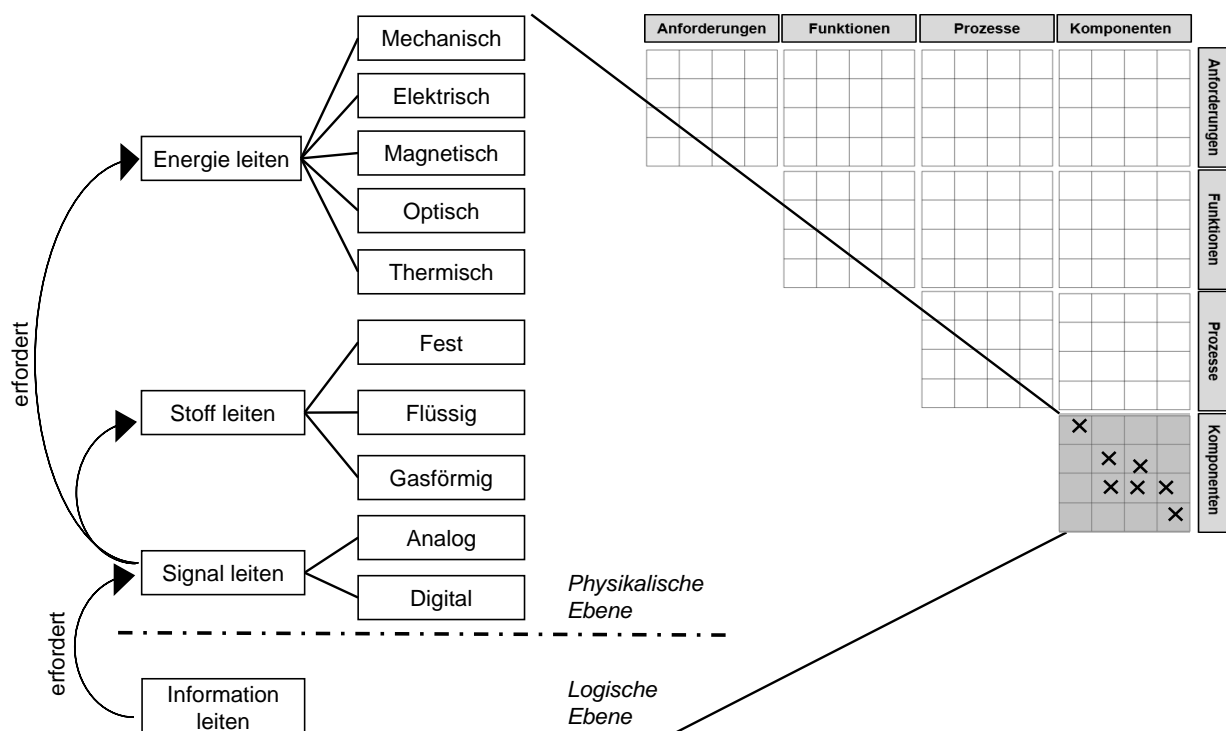 Anforderungen
Funktionen
Prozesse
Komponenten
Anforderungen
Funktionen
Prozesse
Komponenten
Mechanisch
Elektrisch
Energie leiten
Magnetisch
Optisch
Thermisch
erfordert
Fest
Stoff leiten
Flüssig
Gasförmig
Analog
Signal leiten
Digital
Physikalische
Ebene
erfordert
Information
leiten
Logische
Ebene